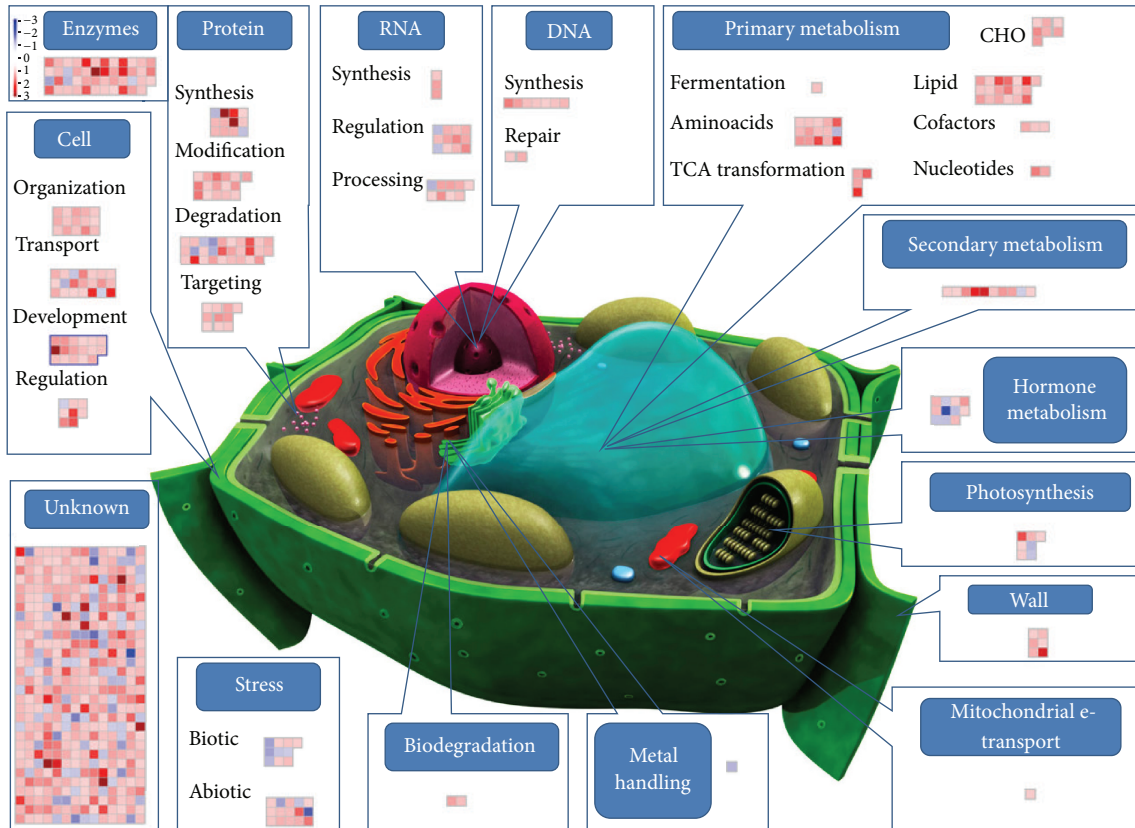 −3
−2
−1
0
1
2
3
Enzymes
Protein
Synthesis
Modification
Degradation
Targeting
RNA
Synthesis
Regulation
Processing
DNA
Synthesis
Repair
Primary metabolism
CHO
Fermentation
Lipid
Aminoacids
Cofactors
TCA transformation
Nucleotides
Cell
Organization
Transport
Development
Regulation
Secondary metabolism
Hormone
metabolism
Photosynthesis
Wall
Mitochondrial e-
transport
Unknown
Stress
Biotic
Abiotic
Biodegradation
Metal
handling